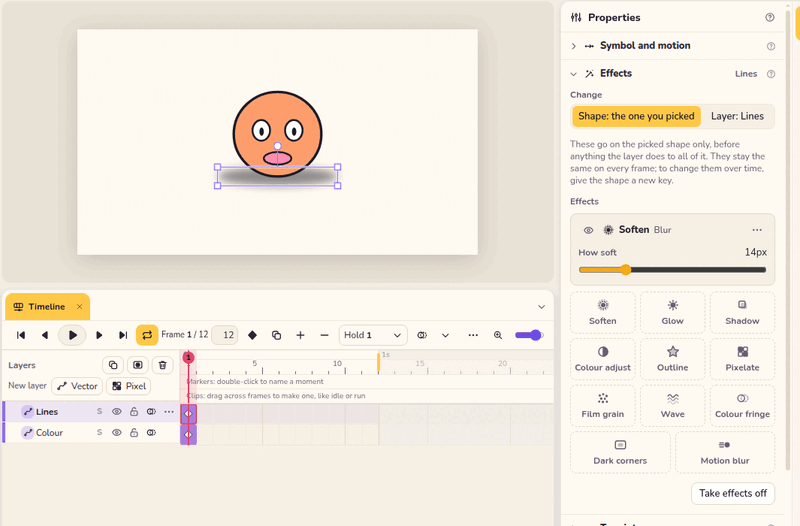 Properties
Symbol and motion
Effects
Lines
Change
Shape: the one you picked
Layer: Lines
These go on the picked shape only, before
anything the layer does to all of it. They stay the
same on every frame; to change them over time,
give the shape a new key.
Effects
Soften Blur
How soft
14px
Soften
Glow
Shadow
Colour adjust
Outline
Pixelate
Film grain
Wave
Colour fringe
Dark corners
Motion blur
Take effects off
Timeline
Frame 1 / 12
12
Hold 1
Layers
New layer
Vector
Pixel
1
5
10
1s
15
20
Markers: double-click to name a moment
Clips: drag across frames to make one, like idle or run
Lines
S
Colour
S